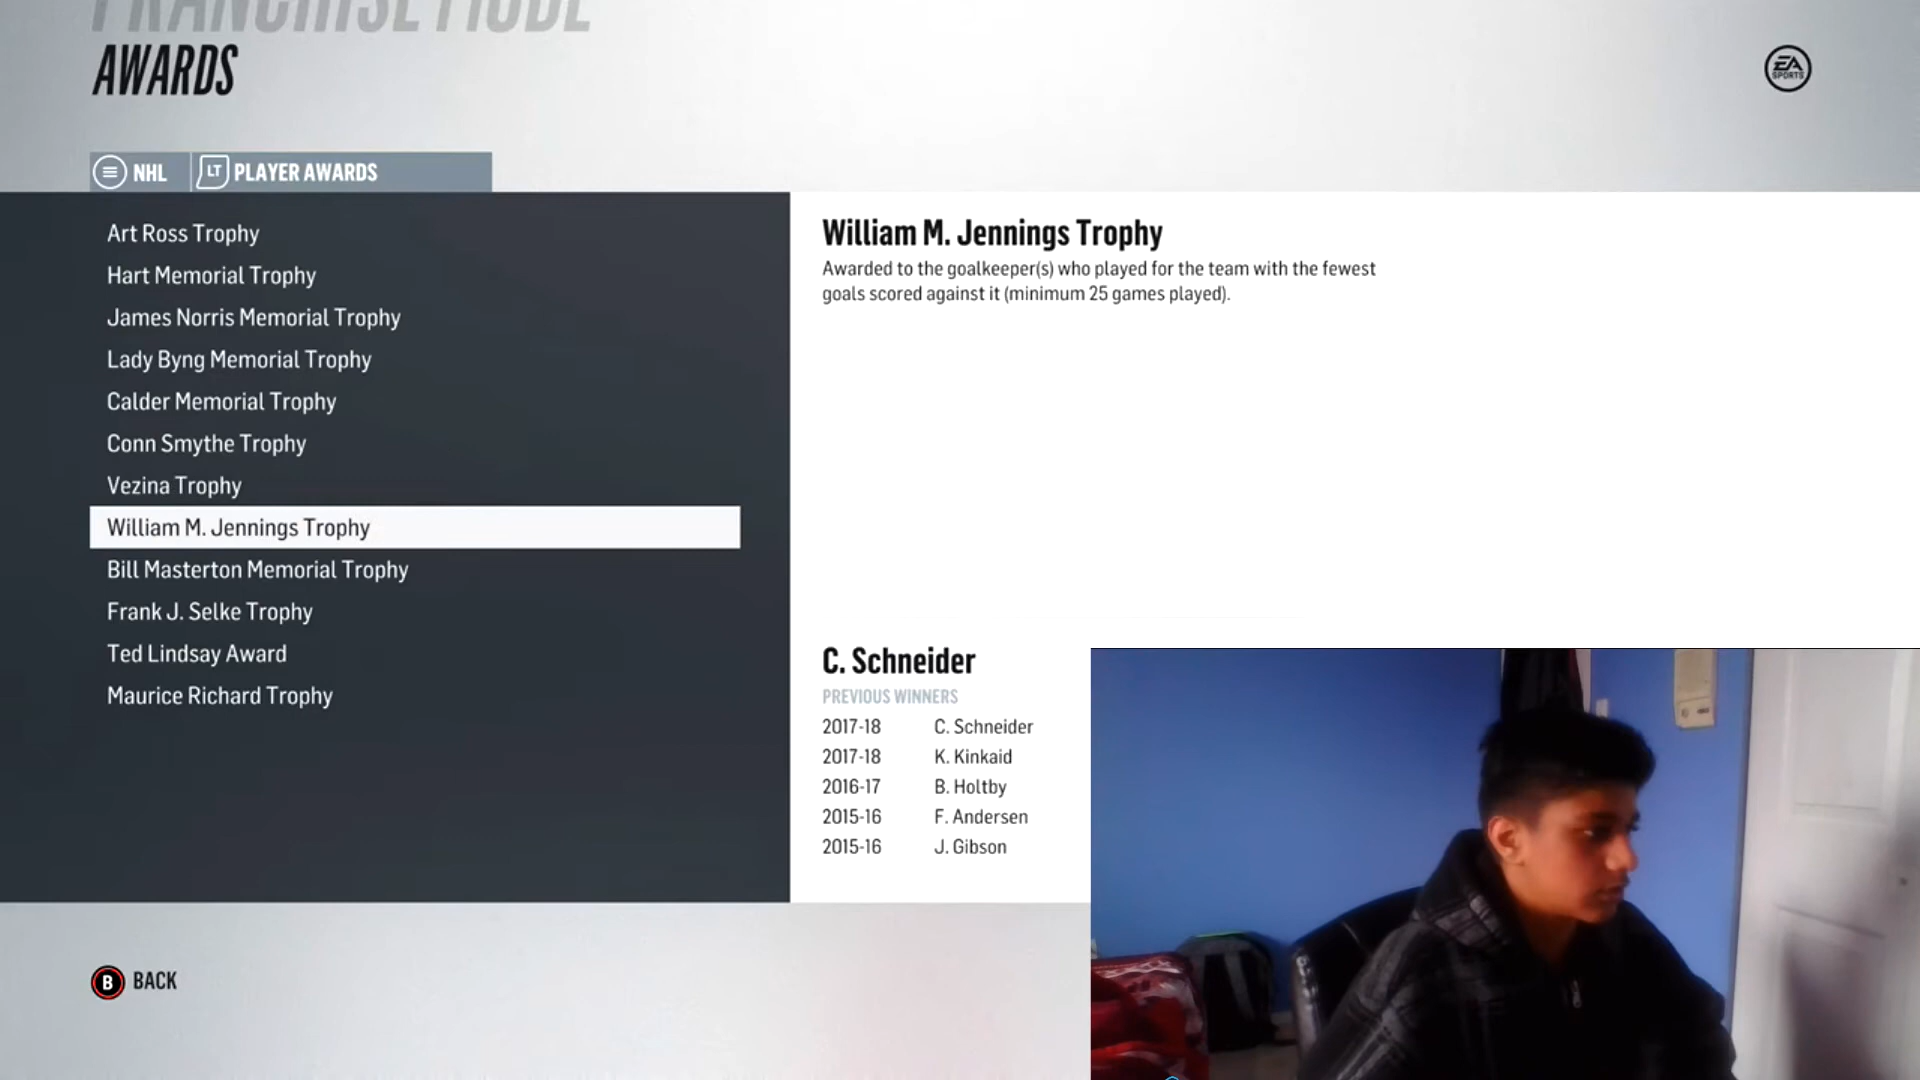 FRANCHISE MODE
AWARDS
EA
SPORTS
NHL
LT PLAYER AWARDS
Art Ross Trophy
Hart Memorial Trophy
James Norris Memorial Trophy
Lady Byng Memorial Trophy
Calder Memorial Trophy
Conn Smythe Trophy
Vezina Trophy
William M. Jennings Trophy
Bill Masterton Memorial Trophy
Frank J. Selke Trophy
Ted Lindsay Award
Maurice Richard Trophy
William M. Jennings Trophy
Awarded to the goalkeeper(s) who played for the team with the fewest
goals scored against it (minimum 25 games played).
C. Schneider
PREVIOUS WINNERS
2017-18 C. Schneider
2017-18 K. Kinkaid
2016-17 B. Holtby
2015-16 F. Andersen
2015-16 J. Gibson
B BACK